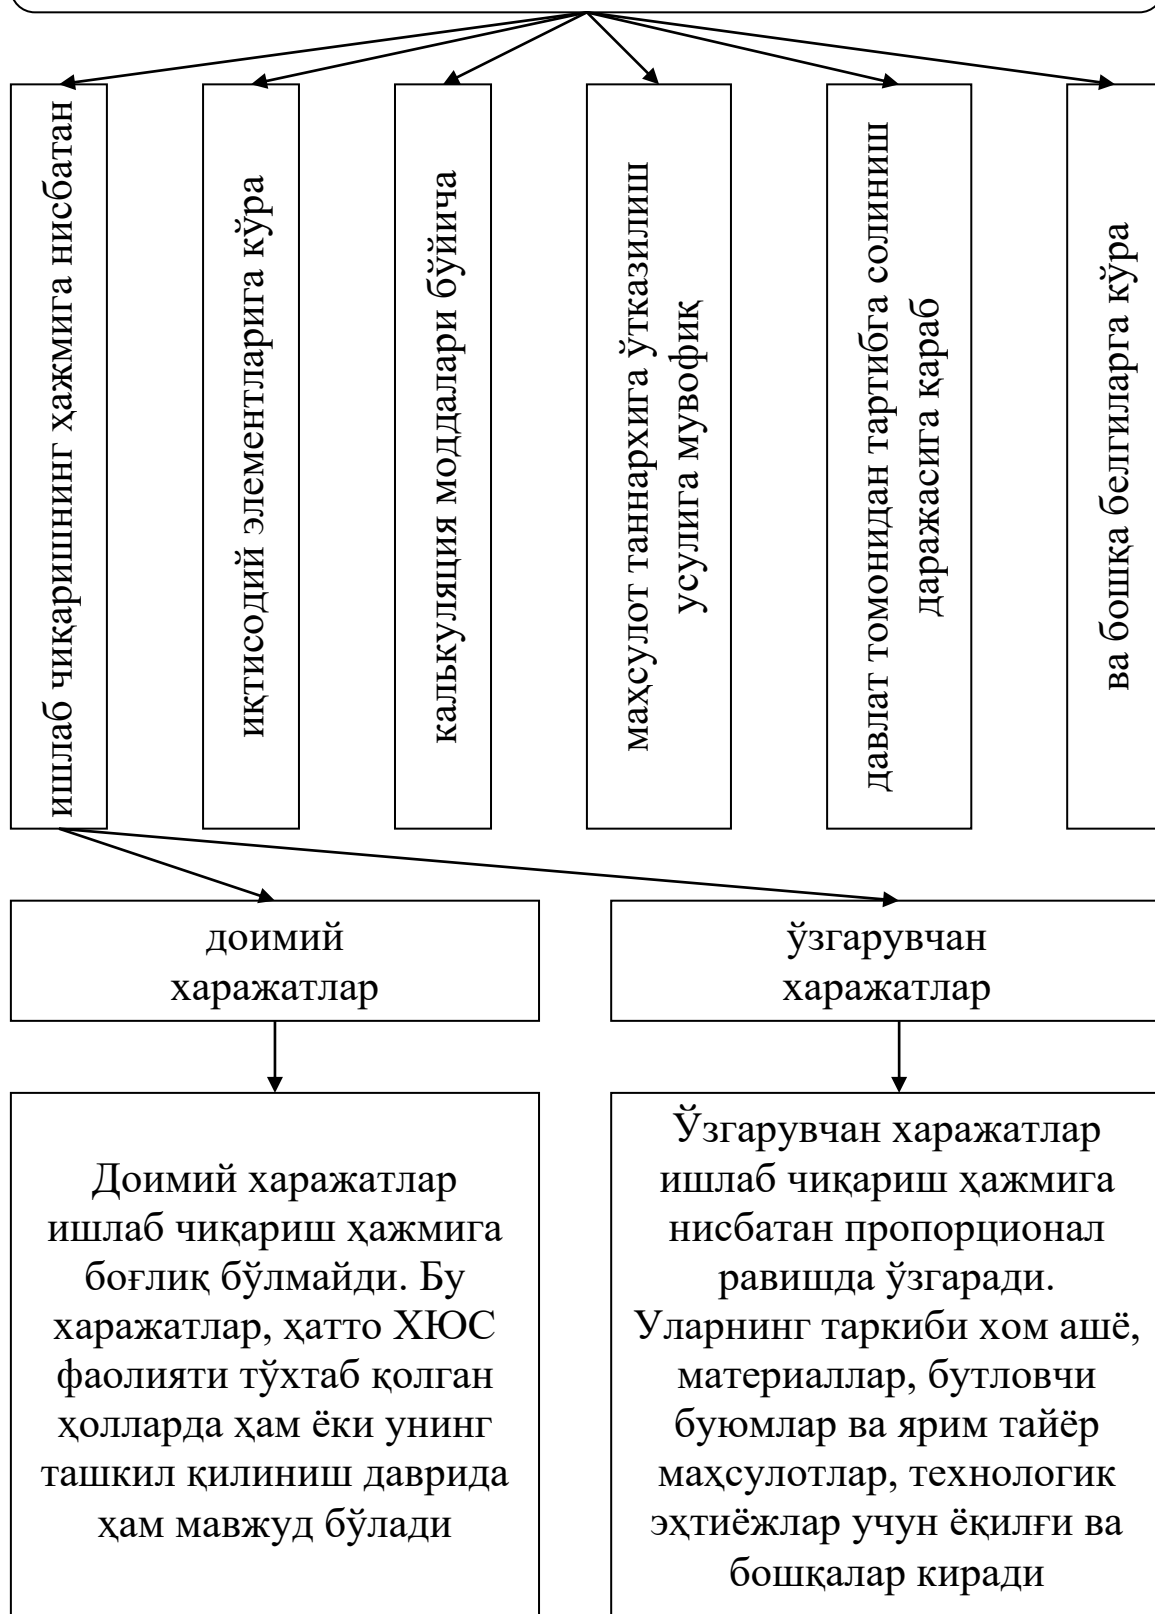 ишлаб чиқаришнинг ҳажмига нисбатан
иқтисодий элементларига кўра
калькуляция моддалари бўйича
маҳсулот таннархига ўтказилиш
усулига мувофиқ
давлат томонидан тартибга солиниш
даражасига қараб
ва бошқа белгиларга кўра
доимий
харажатлар
ўзгарувчан
харажатлар
Доимий харажатлар
ишлаб чиқариш ҳажмига
боғлиқ бўлмайди. Бу
харажатлар, ҳатто ХЮС
фаолияти тўхтаб қолган
ҳолларда ҳам ёки унинг
ташкил қилиниш даврида
ҳам мавжуд бўлади
Ўзгарувчан харажатлар
ишлаб чиқариш ҳажмига
нисбатан пропорционал
равишда ўзгаради.
Уларнинг таркиби хом ашё,
материаллар, бутловчи
буюмлар ва ярим тайёр
маҳсулотлар, технологик
эҳтиёжлар учун ёқилғи ва
бошқалар киради